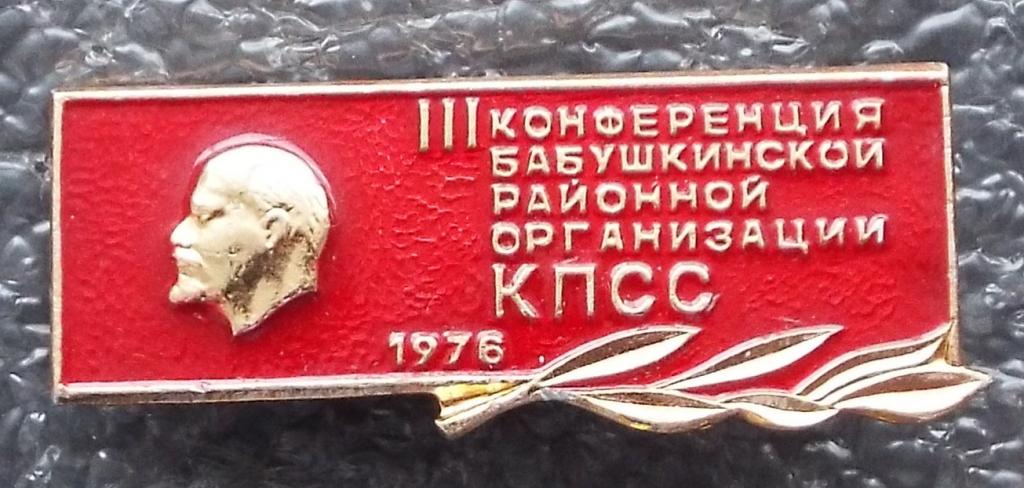 III КОНФЕРЕНЦИЯ
БАБУШКИНСКОЙ
РАЙОННОЙ
ОРГАНИЗАЦИИ
КПСС
1976